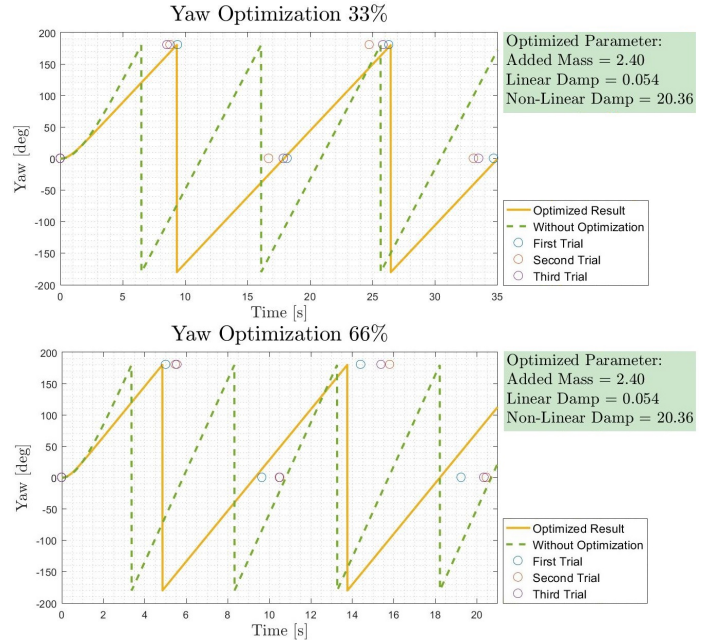 Yaw Optimization 33%
200
150
100
50
0
-50
-100
-150
-200
Yaw [deg]
0
5
10
15
20
25
30
35
Time [s]
Optimized Parameter:
Added Mass = 2.40
Linear Damp = 0.054
Non-Linear Damp = 20.36
Optimized Result
Without Optimization
First Trial
Second Trial
Third Trial
Yaw Optimization 66%
200
150
100
50
0
-50
-100
-150
-200
Yaw [deg]
0
2
4
6
8
10
12
14
16
18
20
Time [s]
Optimized Parameter:
Added Mass = 2.40
Linear Damp = 0.054
Non-Linear Damp = 20.36
Optimized Result
Without Optimization
First Trial
Second Trial
Third Trial